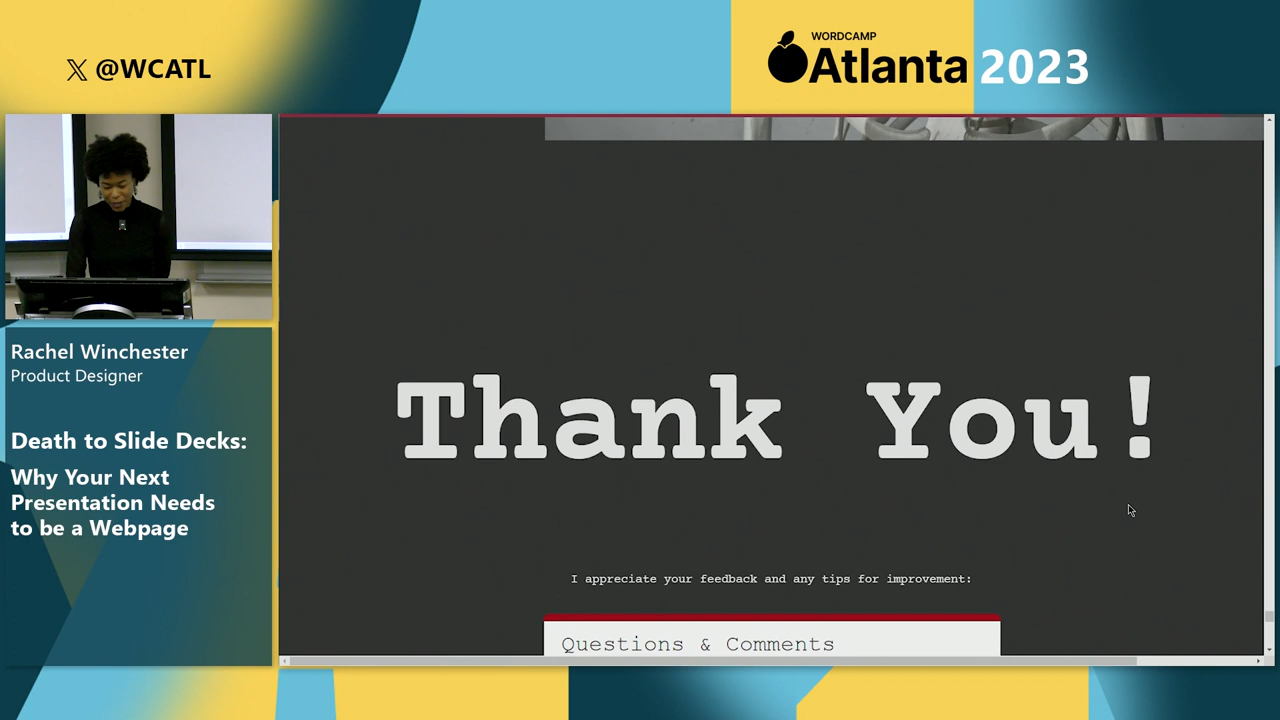 𝕏 @WCATL
WORDCAMP
Atlanta 2023
Rachel Winchester
Product Designer
Death to Slide Decks:
Why Your Next
Presentation Needs
to be a Webpage
Thank You!
I appreciate your feedback and any tips for improvement:
Questions & Comments